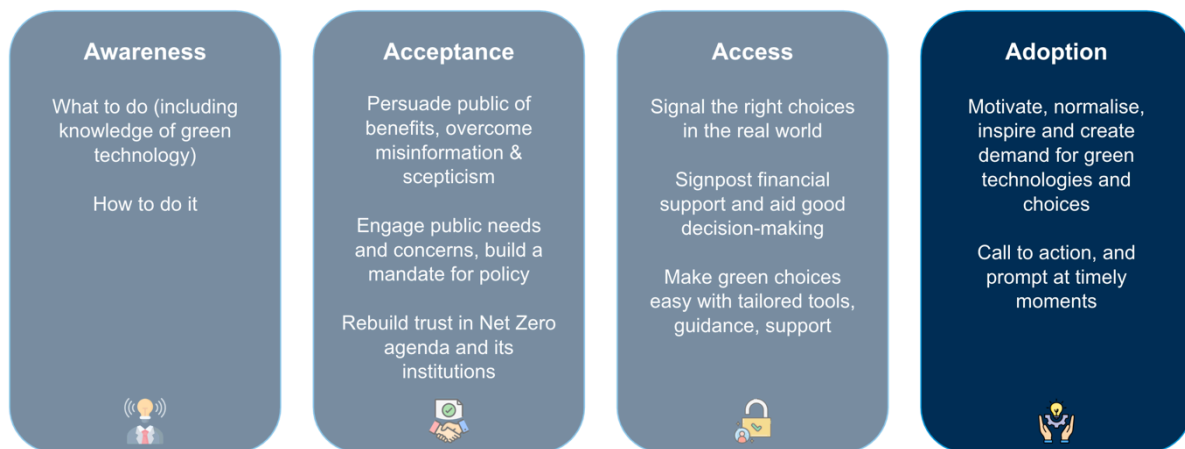 Awareness
What to do (including
knowledge of green
technology)
How to do it
Acceptance
Persuade public of
benefits, overcome
misinformation &
scepticism
Engage public needs
and concerns, build a
mandate for policy
Rebuild trust in Net Zero
agenda and its
institutions
Access
Signal the right choices
in the real world
Signpost financial
support and aid good
decision-making
Make green choices
easy with tailored tools,
guidance, support
Adoption
Motivate, normalise,
inspire and create
demand for green
technologies and
choices
Call to action, and
prompt at timely
moments